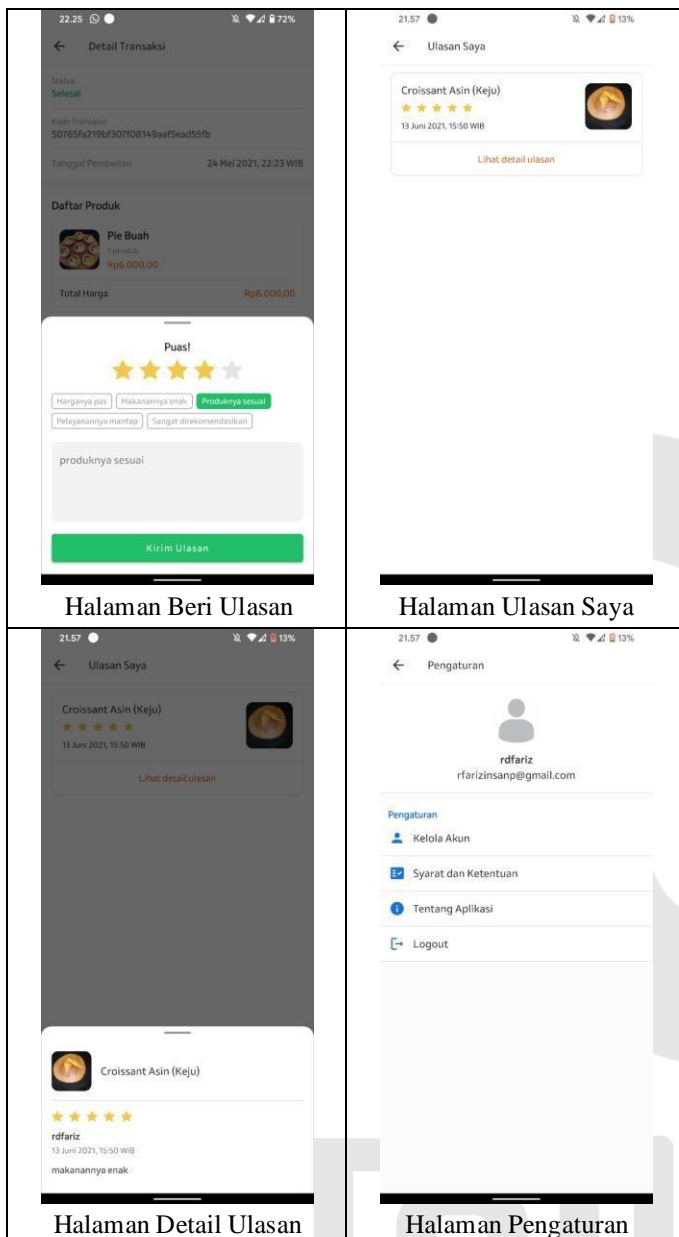 22.25 72%
Detail Transaksi
Status
Selesai
Kode Transaksi
50765fa219bf307f08149aaf5ead55fb
Tanggal Pembelian 24 Mei 2021, 22:23 WIB
Daftar Produk
Pie Buah
1 produk
Rp6.000,00
Total Harga Rp6.000,00
Puas!
Harganya pas Makanannya enak Produknya sesuai
Pelayanannya mantap Sangat direkomendasikan
produknya sesuai
Kirim Ulasan
Halaman Beri Ulasan
21.57 13%
Ulasan Saya
Croissant Asin (Keju)
13 Juni 2021, 15:50 WIB
Lihat detail ulasan
Halaman Ulasan Saya
21.57 13%
Ulasan Saya
Croissant Asin (Keju)
13 Juni 2021, 15:50 WIB
Lihat detail ulasan
Croissant Asin (Keju)
rdfariz
13 Juni 2021, 15:50 WIB
makanannya enak
Halaman Detail Ulasan
21.57 13%
Pengaturan
rdfariz
rfarizinsanp@gmail.com
Pengaturan
Kelola Akun
Syarat dan Ketentuan
Tentang Aplikasi
Logout
Halaman Pengaturan